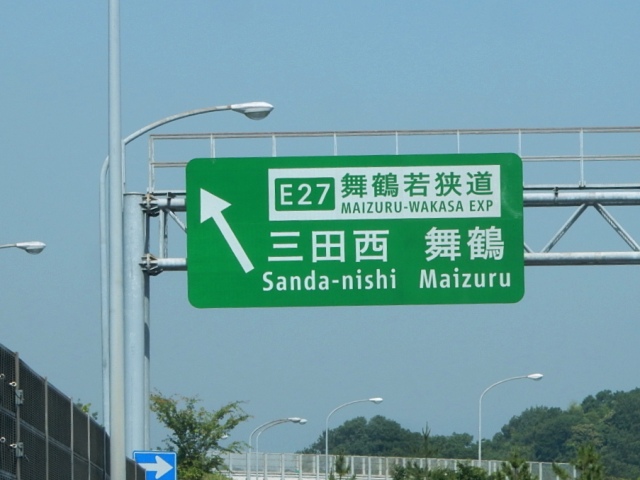 E27 舞鶴若狭道
MAIZURU-WAKASA EXP
三田西 舞鶴
Sanda-nishi Maizuru